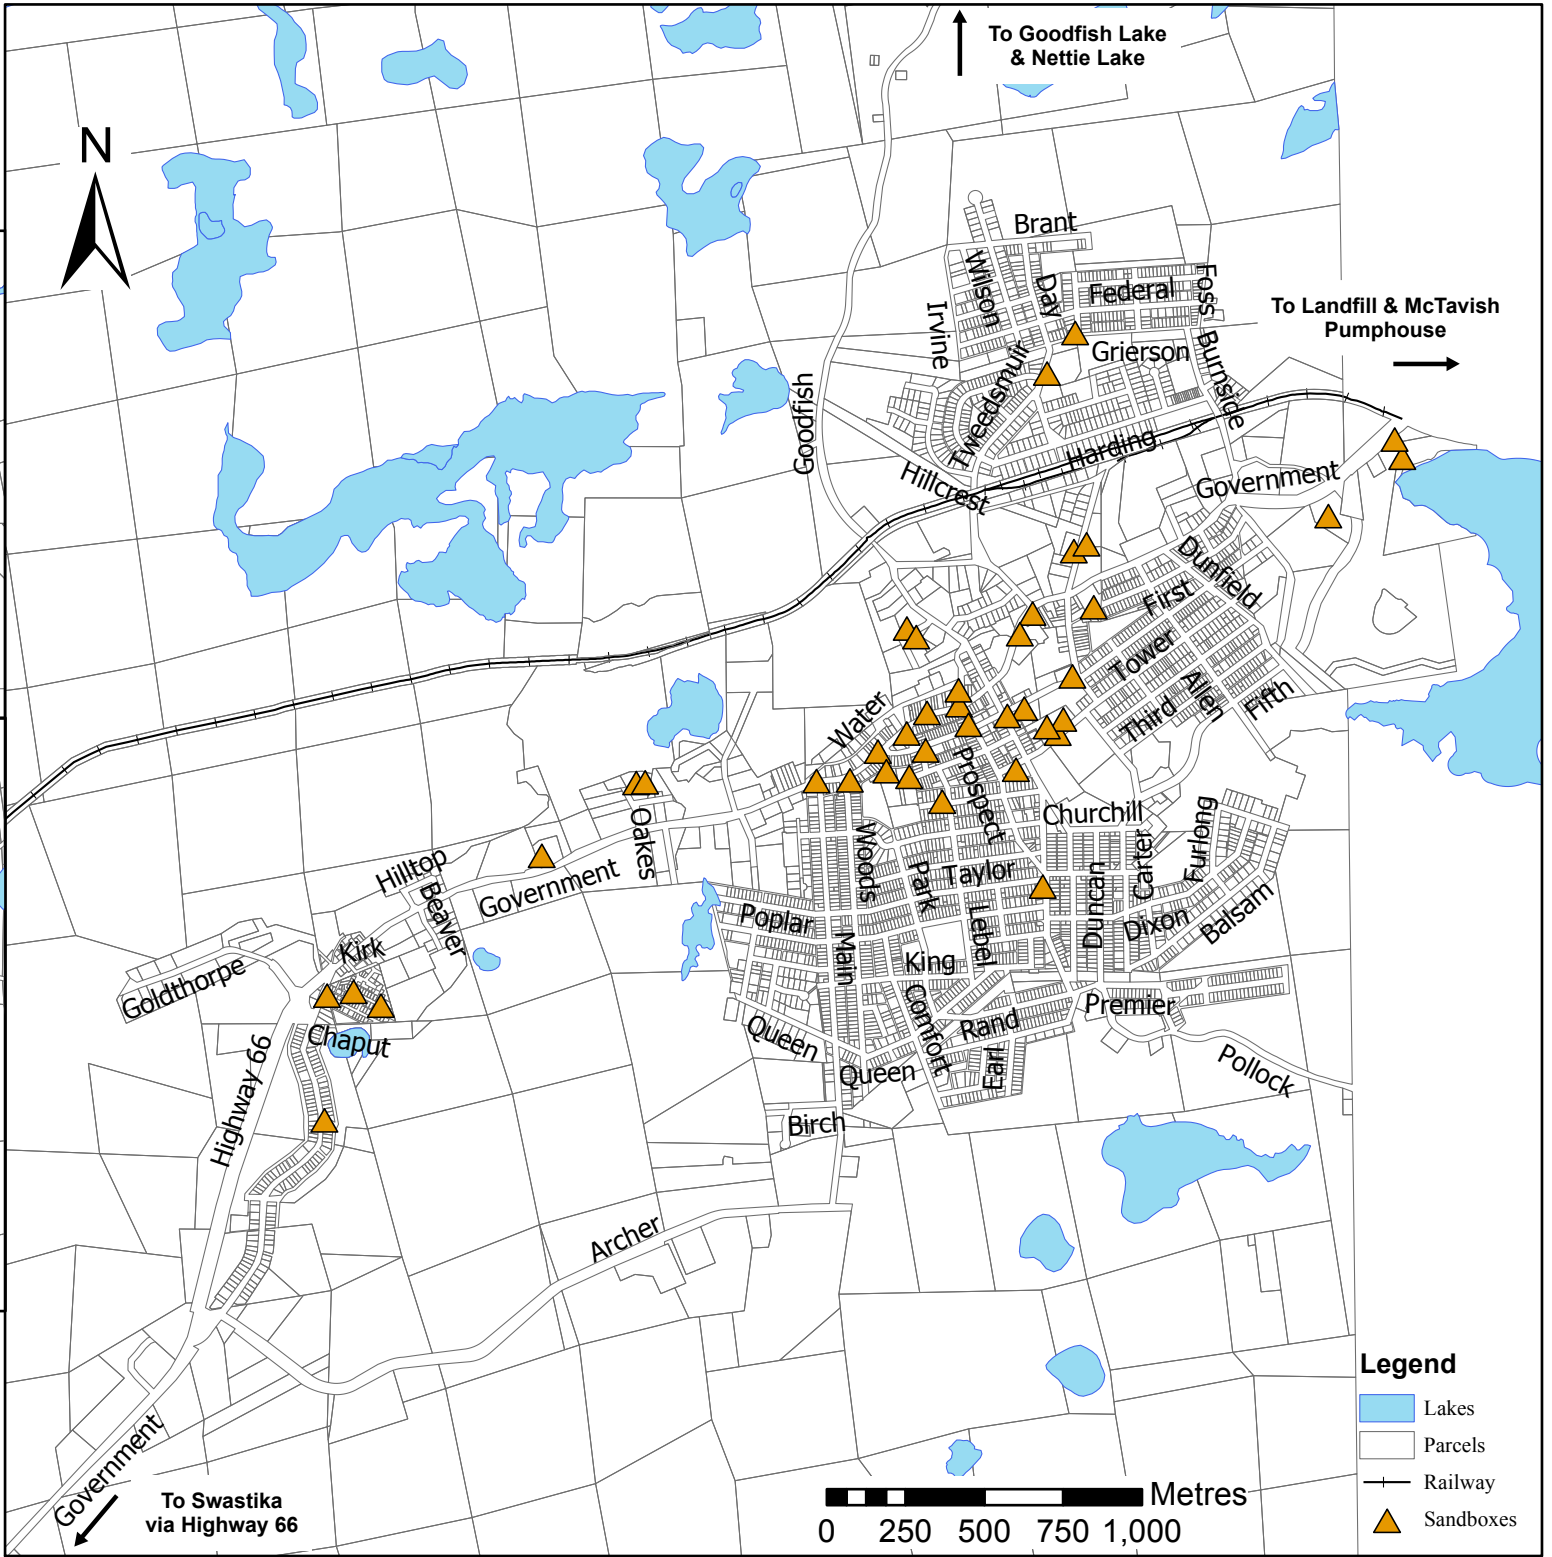 To Goodfish Lake
& Nettie Lake
N
Brant
Wilson
Day
Federal
Foss
Irvine
To Landfill & McTavish
Pumphouse
Grierson
Tweedsmuir
Burnside
Goodfish
Harding
Hillcrest
Government
Dunfield
First
Tower
Allen
Fifth
Third
Water
Prospect
Churchill
Oakes
Woods
Park
Taylor
Carter
Furlong
Hilltop
Beaver
Government
Poplar
Main
Lebel
Duncan
Dixon
Balsam
Kirk
King
Goldthorpe
Comfort
Rand
Premier
Chaput
Queen
Queen
Earl
Pollock
Highway 66
Birch
Archer
Government
To Swastika
via Highway 66
Metres
0 250 500 750 1,000
Legend
Lakes
Parcels
Railway
Sandboxes